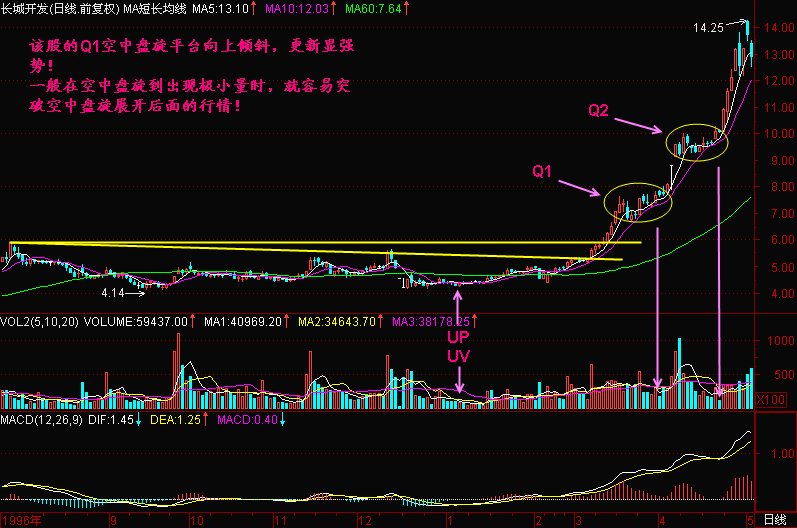 长城开发(日线.前复权) MA短长均线 MA5:13.10↑ MA10:12.03↑ MA60:7.64↑
14.25
14.00
该股的Q1空中盘旋平台向上倾斜，更新显强
势！
一般在空中盘旋到出现极小量时，就容易突
破空中盘旋展开后面的行情！
13.00
12.00
11.00
Q2
10.00
9.00
Q1
8.00
7.00
6.00
5.00
4.14
4.00
VOL2(5,10,20) VOLUME:59437.00↑ MA1:40969.20↑ MA2:34643.70↑ MA3:38178.25↑
UP
UV
1000
500
X100
MACD(12,26,9) DIF:1.45↓ DEA:1.25↑ MACD:0.40↓
1.00
1996年 9 10 11 12 1 2 3 4 5 日线